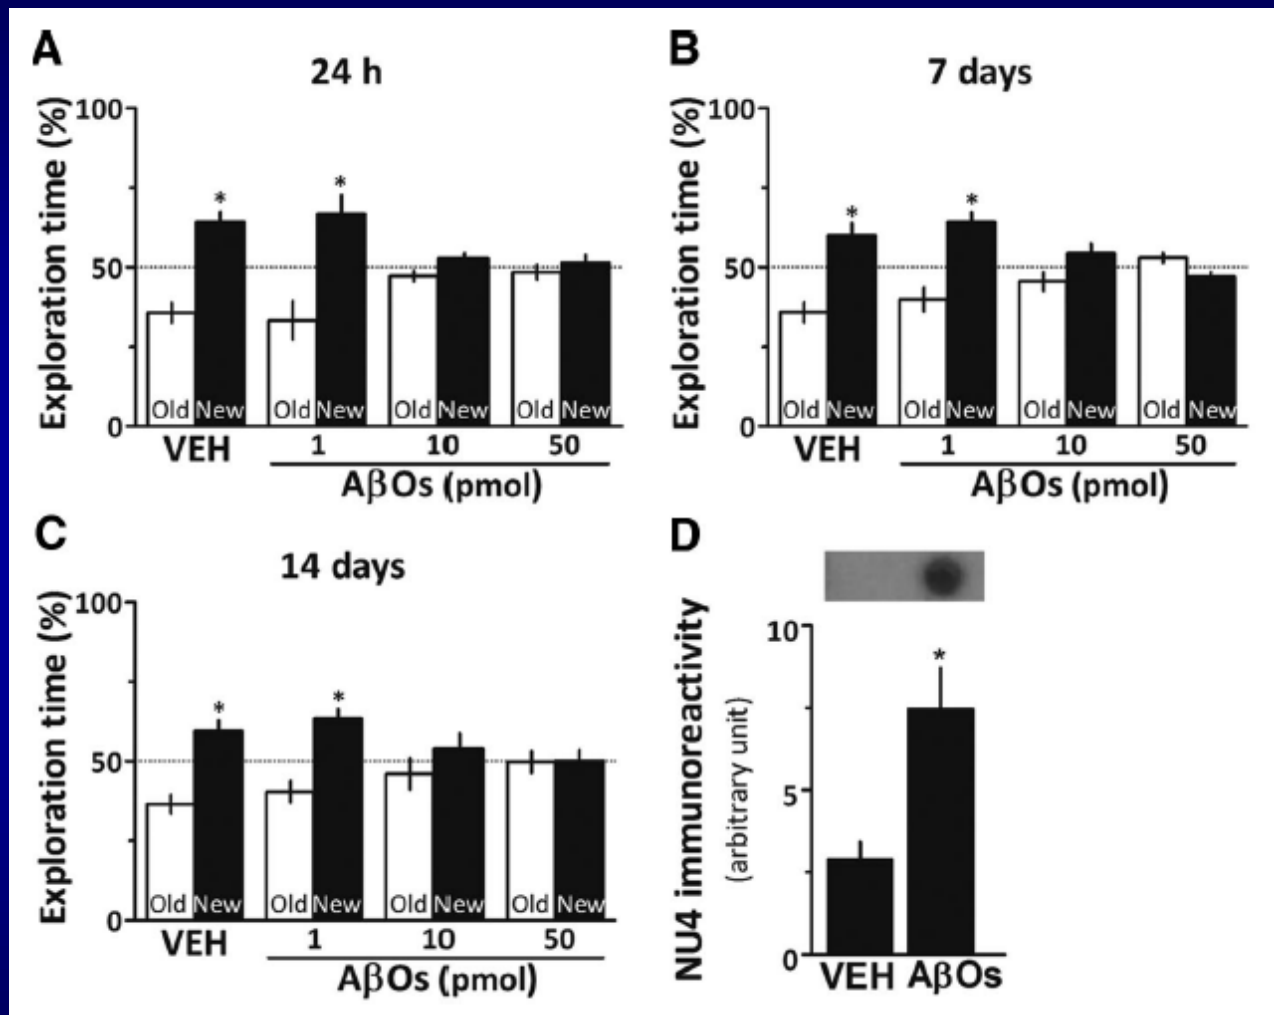 A
24 h
Exploration time (%)
100
50
0
* *
Old New Old New Old New Old New
VEH 1 10 50
AβOs (pmol)
B
7 days
Exploration time (%)
100
50
0
* *
Old New Old New Old New Old New
VEH 1 10 50
AβOs (pmol)
C
14 days
Exploration time (%)
100
50
0
* *
Old New Old New Old New Old New
VEH 1 10 50
AβOs (pmol)
D
NU4 immunoreactivity
(arbitrary unit)
10
5
0
*
VEH AβOs